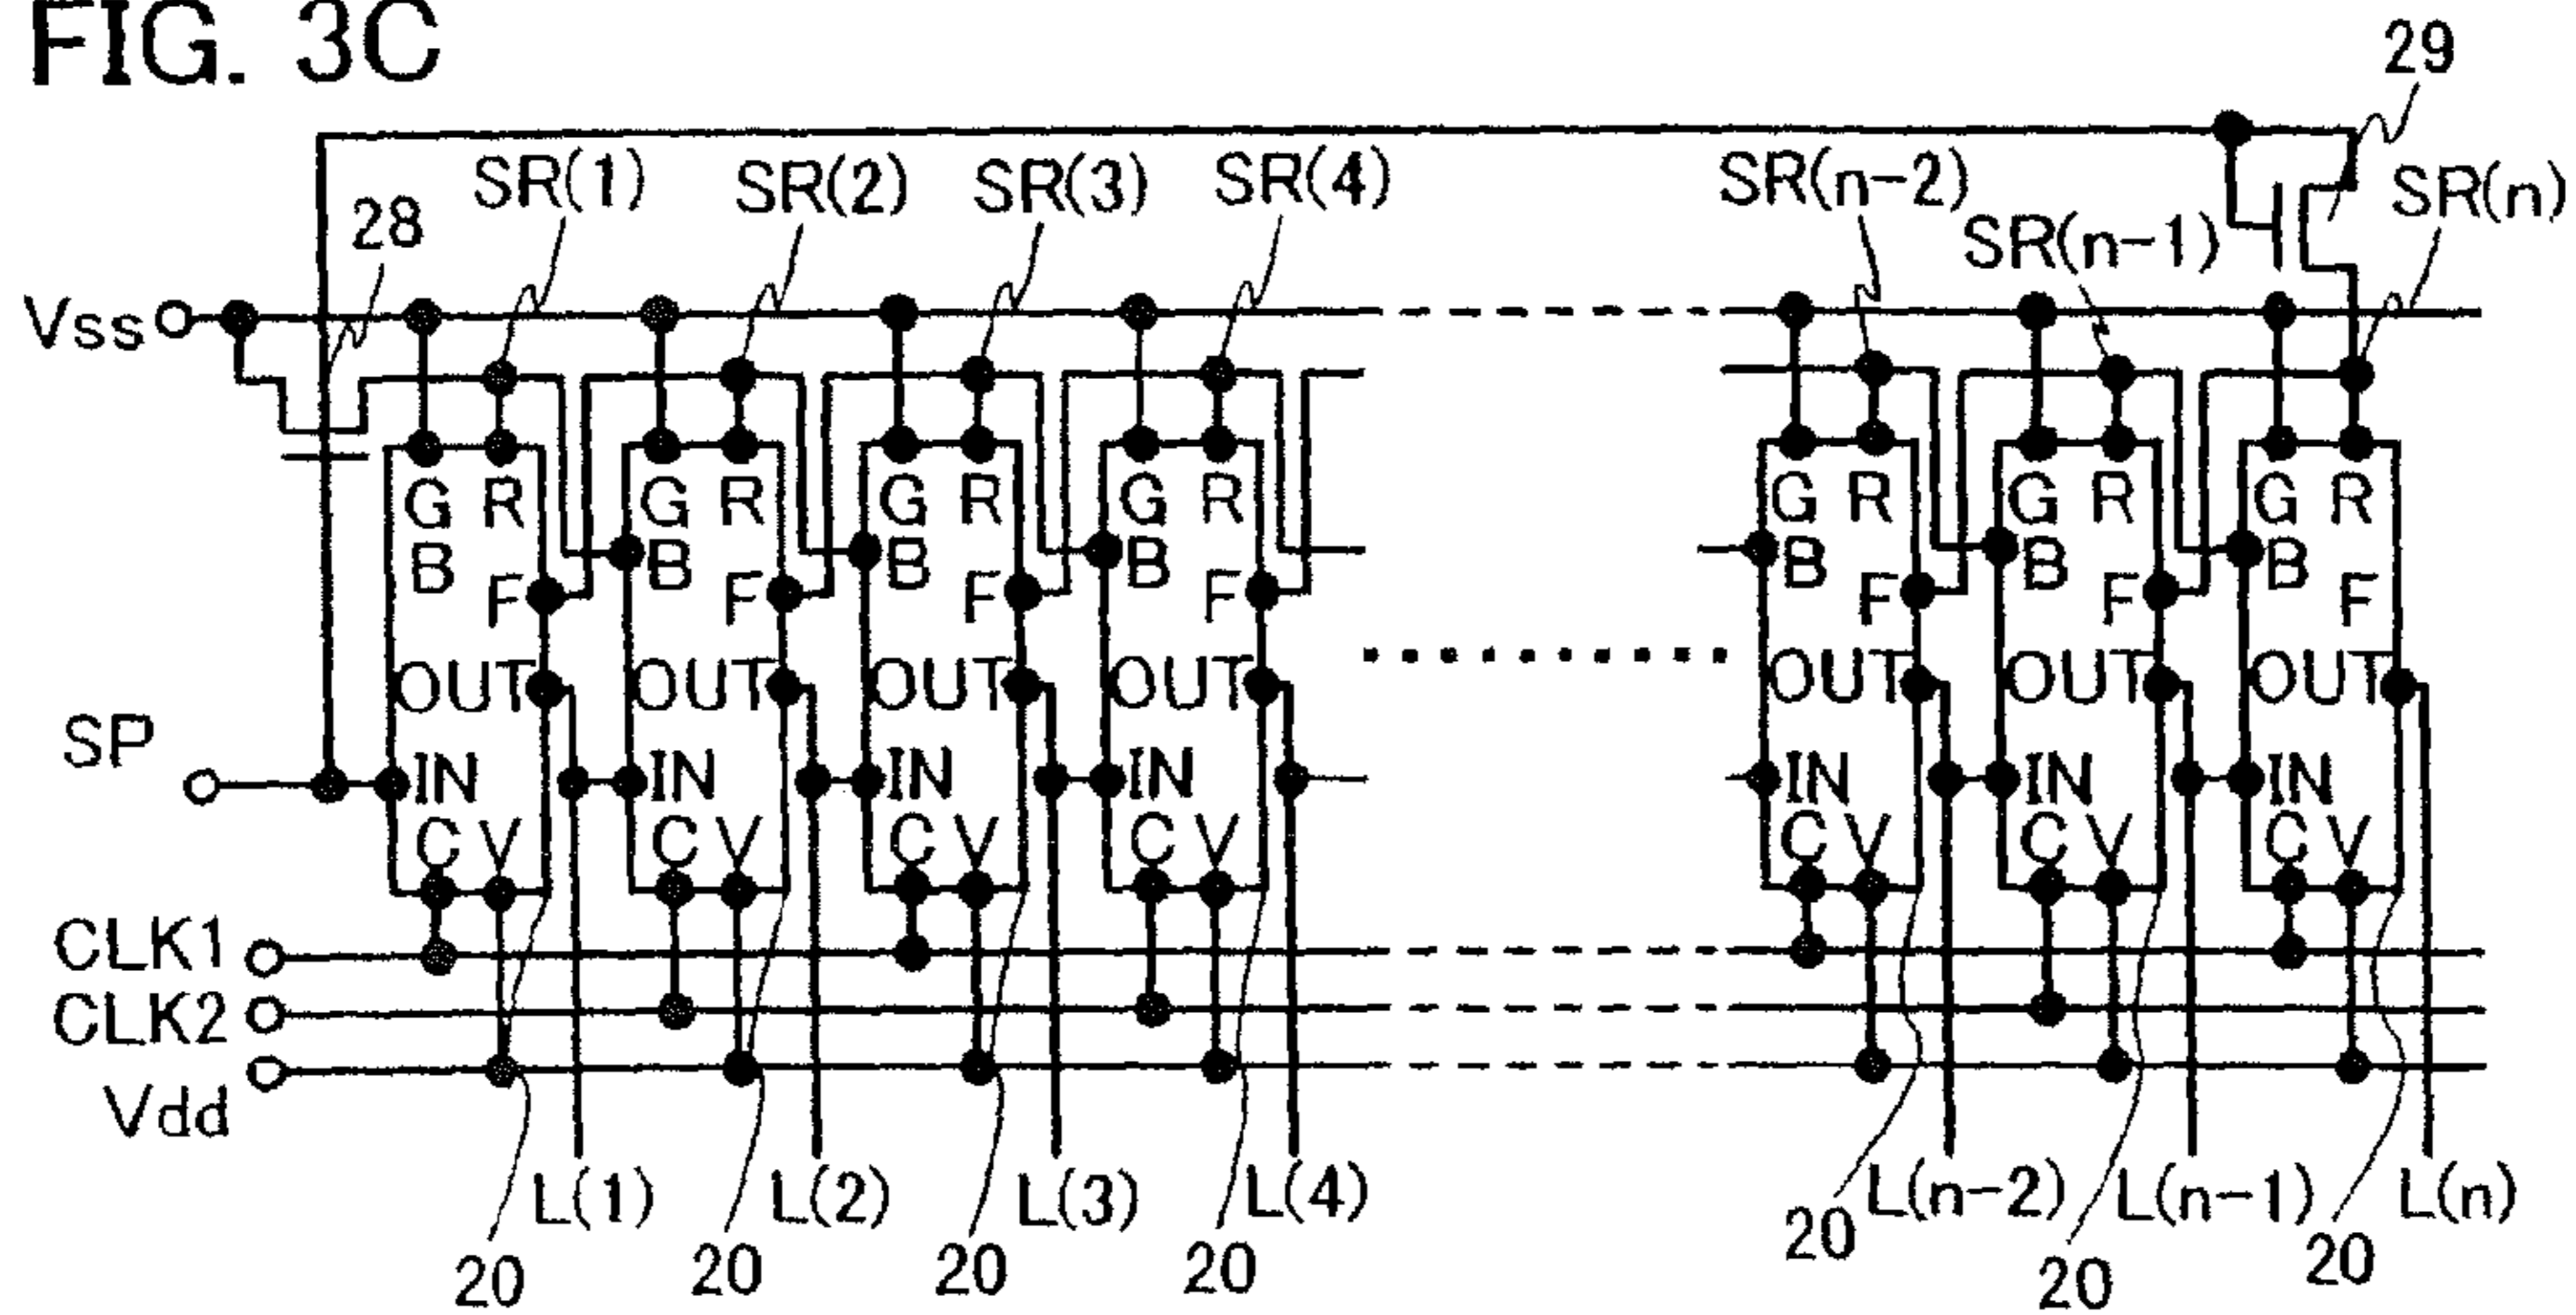 FIG. 3C
29
SR(1) SR(2) SR(3) SR(4) SR(n-2) SR(n-1) SR(n)
28
Vss
G R G R G R G R G R G R G R
B B B B B B B
F F F F F F F
OUT OUT OUT OUT OUT OUT OUT
SP
IN IN IN IN IN IN IN
C V C V C V C V C V C V C V
CLK1
CLK2
Vdd
L(1) L(2) L(3) L(4) L(n-2) L(n-1) L(n)
20 20 20 20 20 20 20